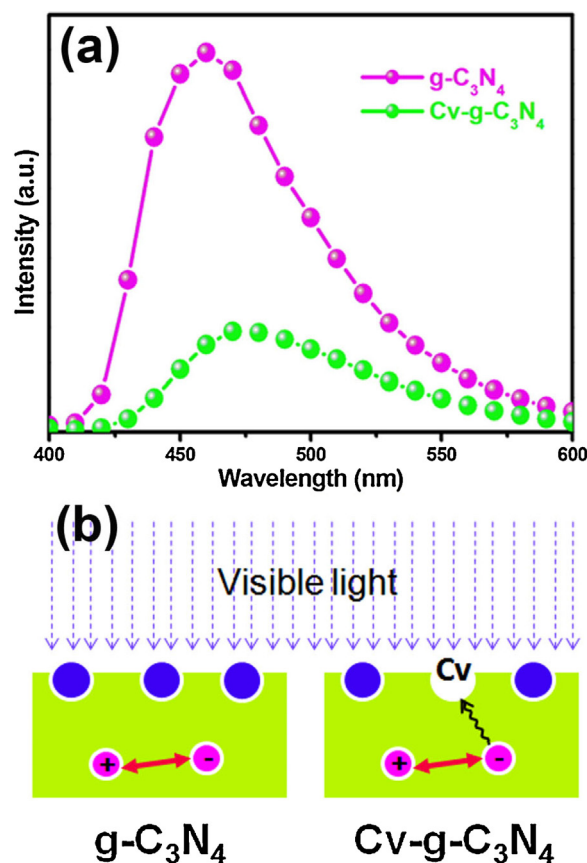 (a)
g-C₃N₄
Cv-g-C₃N₄
Intensity (a.u.)
400 450 500 550 600
Wavelength (nm)
(b)
Visible light
Cv
+ - + -
g-C₃N₄ Cv-g-C₃N₄